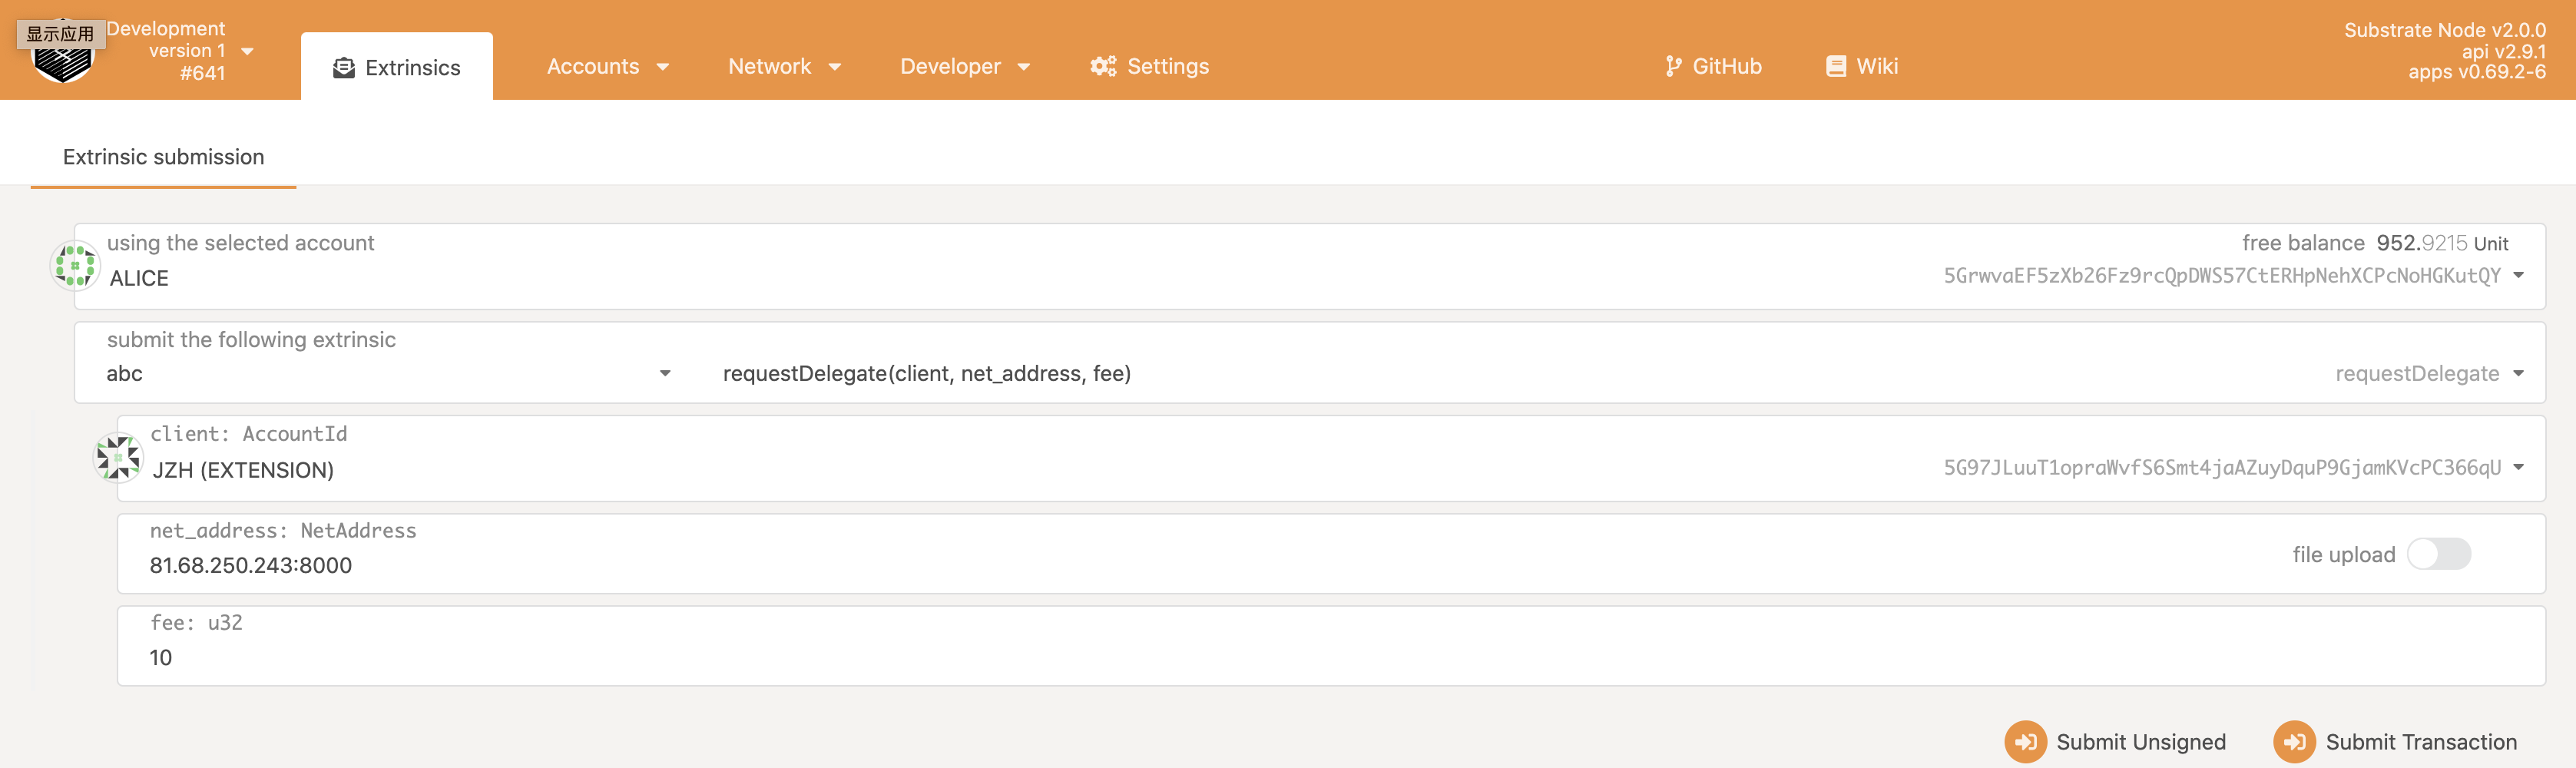 显示应用
Development
version 1
#641
Extrinsics
Accounts
Network
Developer
Settings
GitHub
Wiki
Substrate Node v2.0.0
api v2.9.1
apps v0.69.2-6
Extrinsic submission
using the selected account
free balance 952.9215 Unit
ALICE
5GrwvaEF5zXb26Fz9rcQpDWS57CtERHpNehXCPcNoHGKutQY
submit the following extrinsic
abc
requestDelegate(client, net_address, fee)
requestDelegate
client: AccountId
JZH (EXTENSION)
5G97JLuuT1opraWvfS6Smt4jaAZuyDquP9GjamKVcPC366qU
net_address: NetAddress
81.68.250.243:8000
file upload
fee: u32
10
Submit Unsigned
Submit Transaction